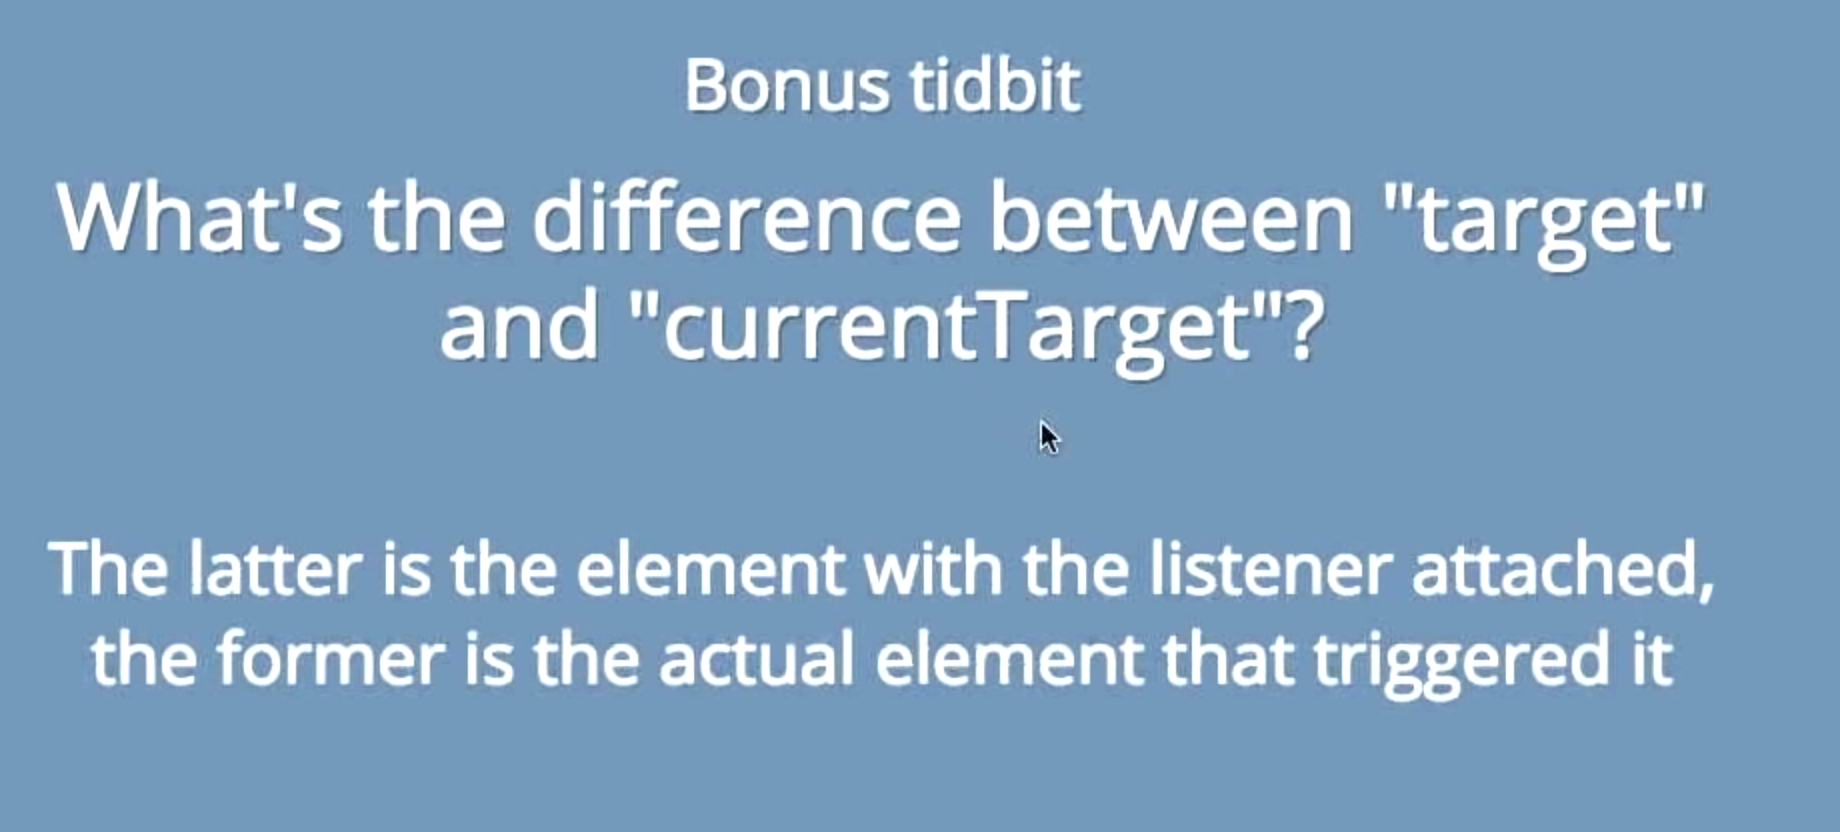 Bonus tidbit
What's the difference between "target"
and "currentTarget"?
The latter is the element with the listener attached,
the former is the actual element that triggered it